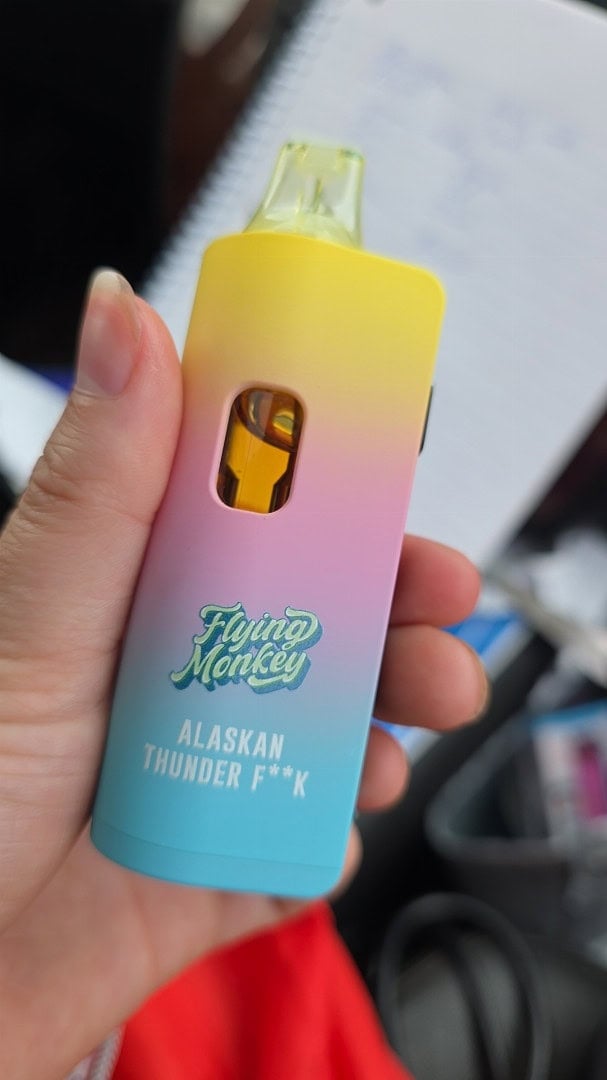 Flying
Monkey
ALASKAN
THUNDER F**K